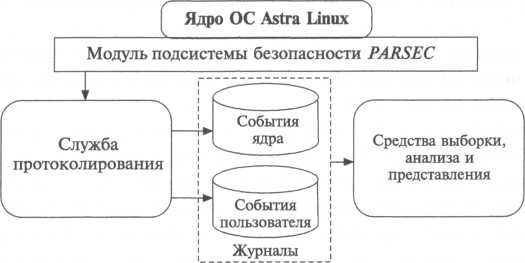 Ядро ОС Astra Linux
Модуль подсистемы безопасности PARSEC
Служба
протоколирования
События
ядра
События
пользователя
Журналы
Средства выборки,
анализа и
представления